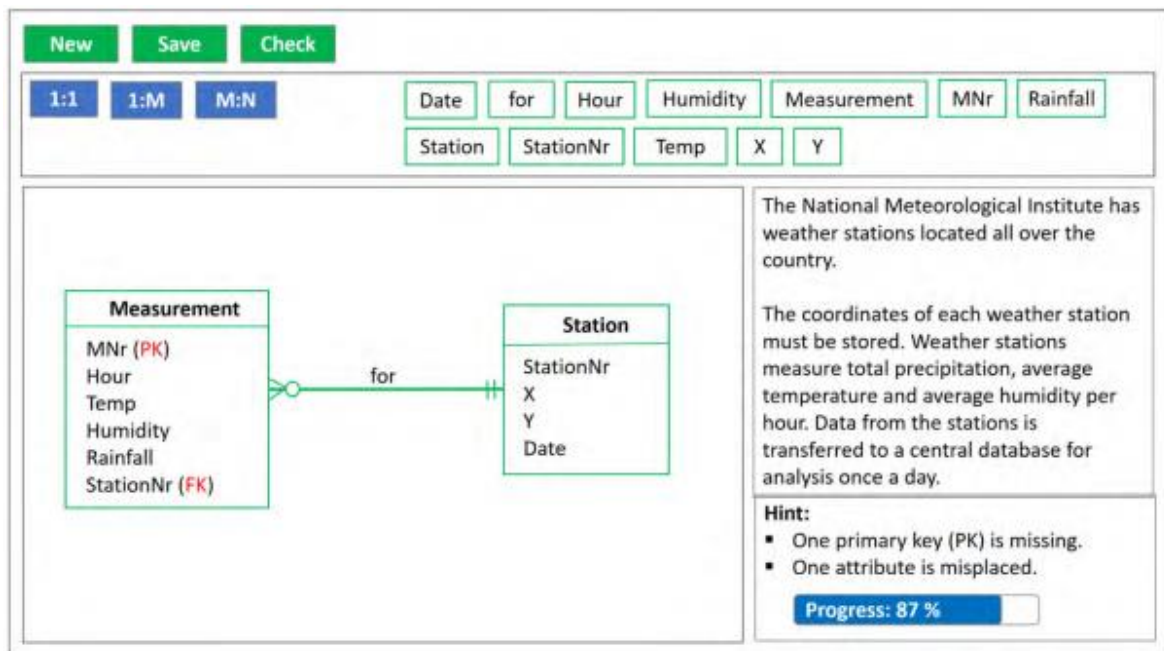 New Save Check
1:1 1:M M:N
Date for Hour Humidity Measurement MNr Rainfall
Station StationNr Temp X Y
Measurement
MNr (PK)
Hour
Temp
Humidity
Rainfall
StationNr (FK)
for
Station
StationNr
X
Y
Date
The National Meteorological Institute has
weather stations located all over the
country.
The coordinates of each weather station
must be stored. Weather stations
measure total precipitation, average
temperature and average humidity per
hour. Data from the stations is
transferred to a central database for
analysis once a day.
Hint:
▪ One primary key (PK) is missing.
▪ One attribute is misplaced.
Progress: 87 %